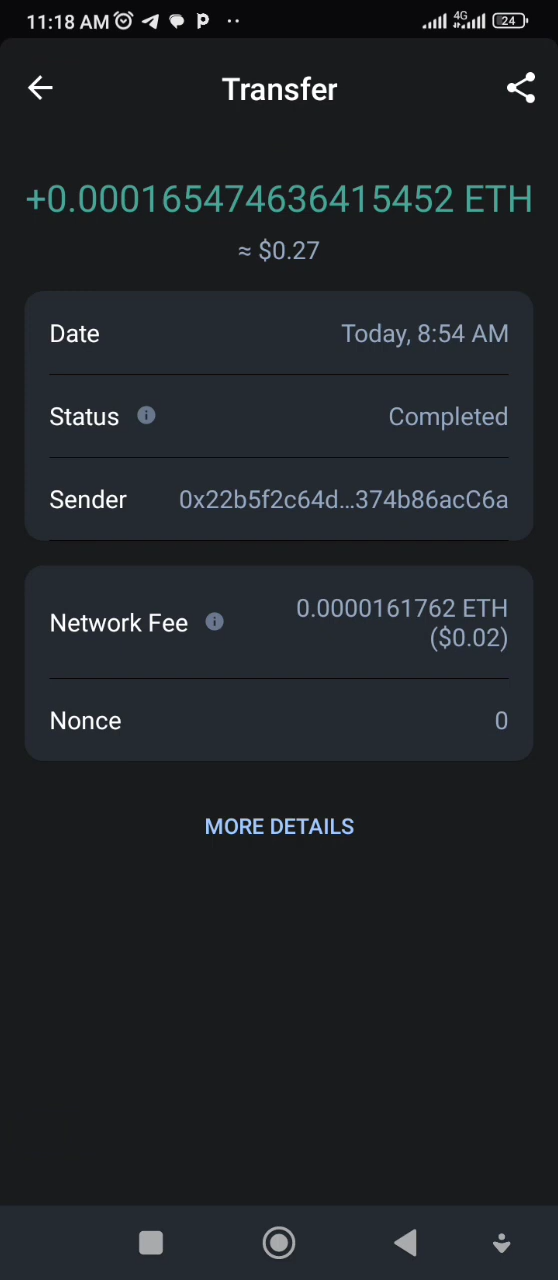 11:18 AM
4G
24
Transfer
+0.000165474636415452 ETH
≈ $0.27
Date Today, 8:54 AM
Status Completed
Sender 0x22b5f2c64d...374b86acC6a
Network Fee 0.0000161762 ETH
($0.02)
Nonce 0
MORE DETAILS